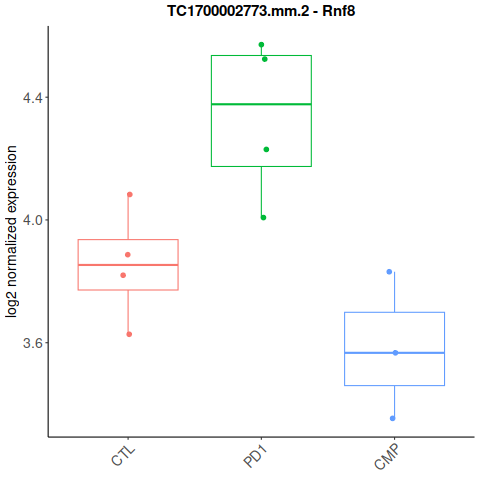 TC1700002773.mm.2 - Rnf8
log2 normalized expression
4.4
4.0
3.6
CTL
PD1
CMP